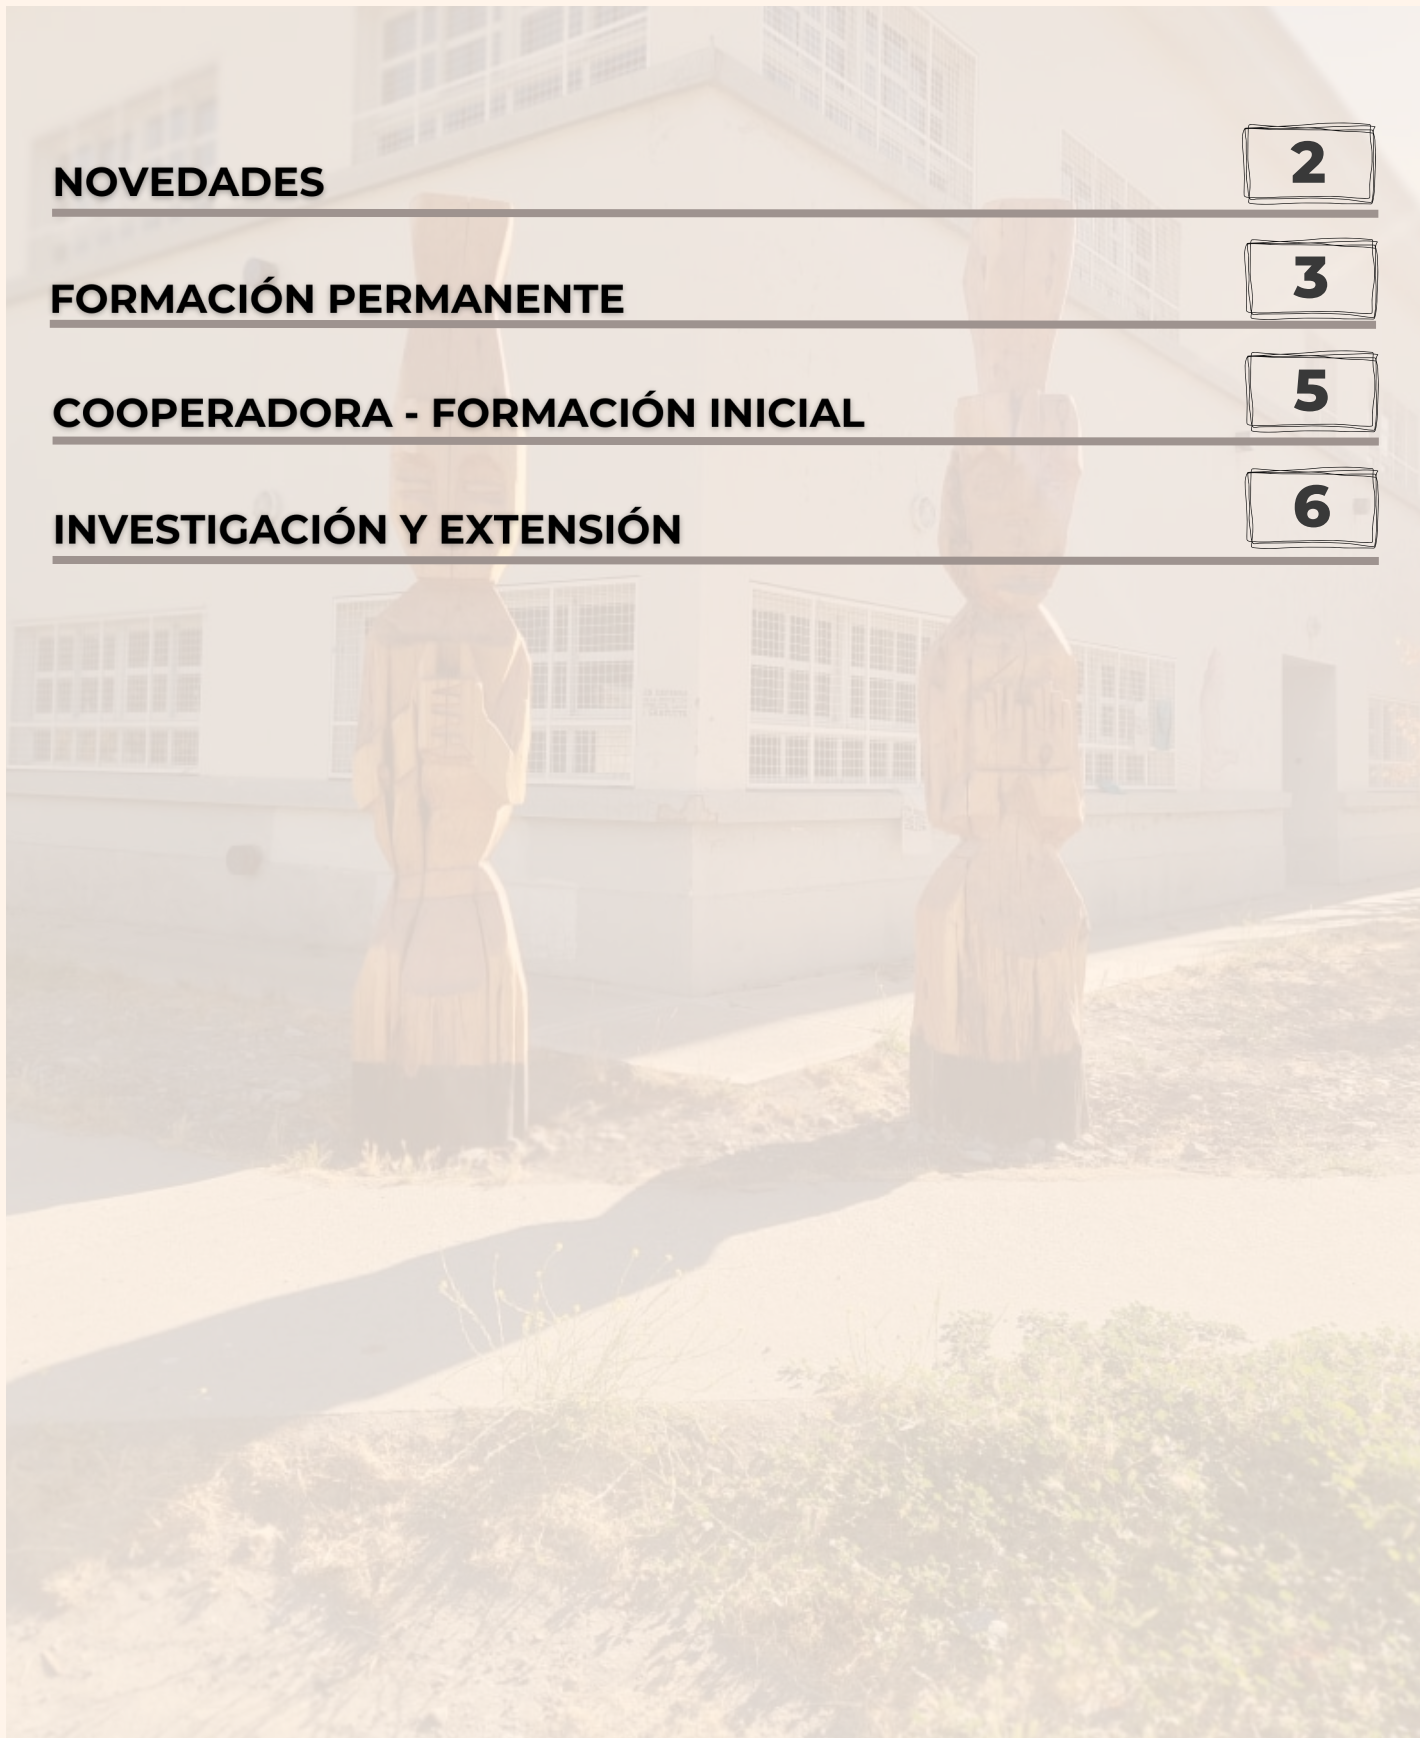 NOVEDADES 2
FORMACIÓN PERMANENTE 3
COOPERADORA - FORMACIÓN INICIAL 5
INVESTIGACIÓN Y EXTENSIÓN 6